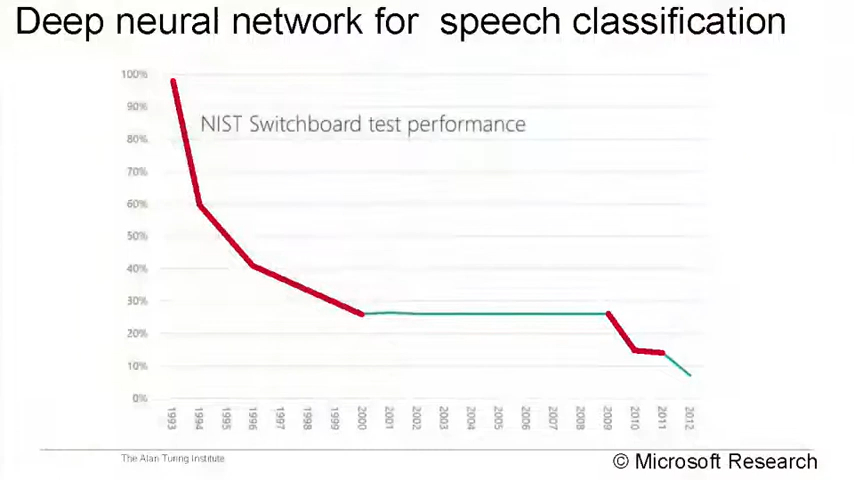 Deep neural network for  speech classification
100%
90%
NIST Switchboard test performance
80%
70%
60%
50%
40%
30%
20%
10%
0%
1993 1994 1995 1996 1997 1998 1999 2000 2001 2002 2003 2004 2005 2006 2007 2008 2009 2010 2011 2012
The Alan Turing Institute
© Microsoft Research